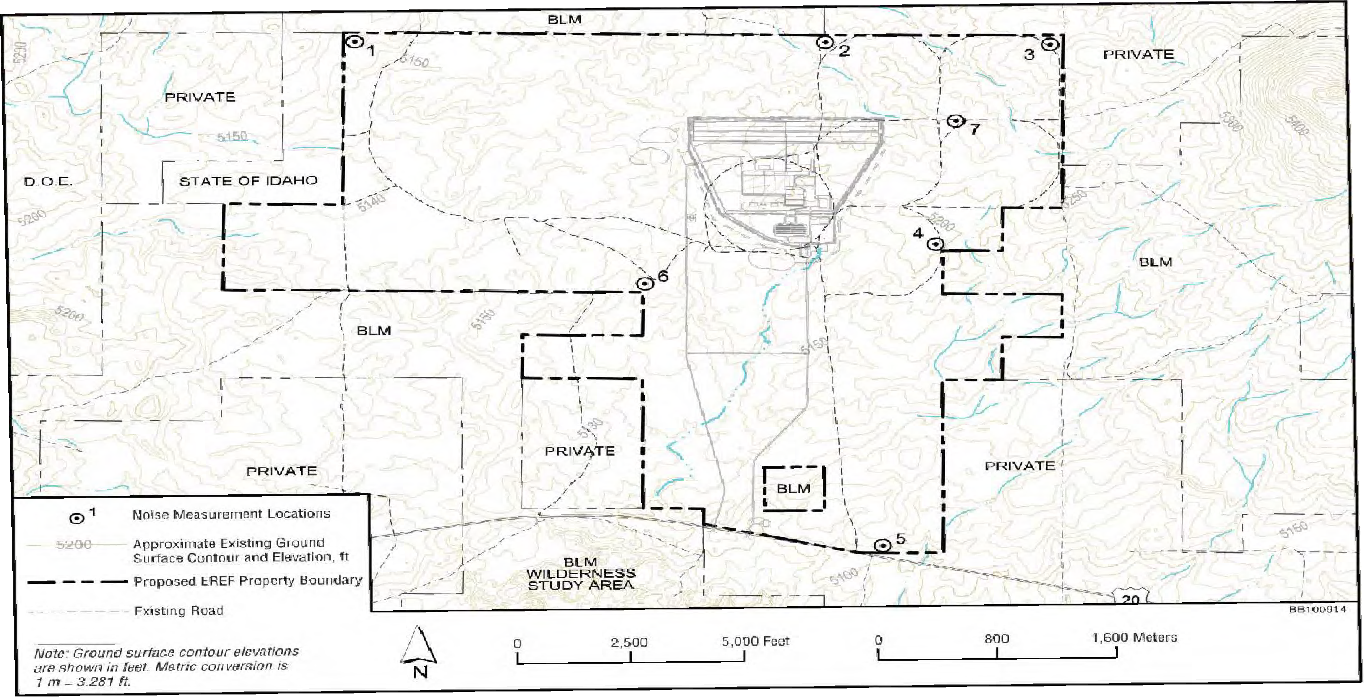 BLM
1
2
3
PRIVATE
5250
5150
PRIVATE
5300
5400
7
5150
D.O.E.
STATE OF IDAHO
5200
5140
5200
5250
4
BLM
6
5200
BLM
5150
5150
5130
PRIVATE
PRIVATE
PRIVATE
BLM
5
5150
BLM
WILDERNESS
STUDY AREA
5100
20
BB100914
1 Noise Measurement Locations
5200 Approximate Existing Ground
Surface Contour and Elevation, ft
Proposed EREF Property Boundary
Existing Road
Note: Ground surface contour elevations
are shown in feet. Metric conversion is
1 m = 3.281 ft.
N
0 2,500 5,000 Feet
0 800 1,600 Meters